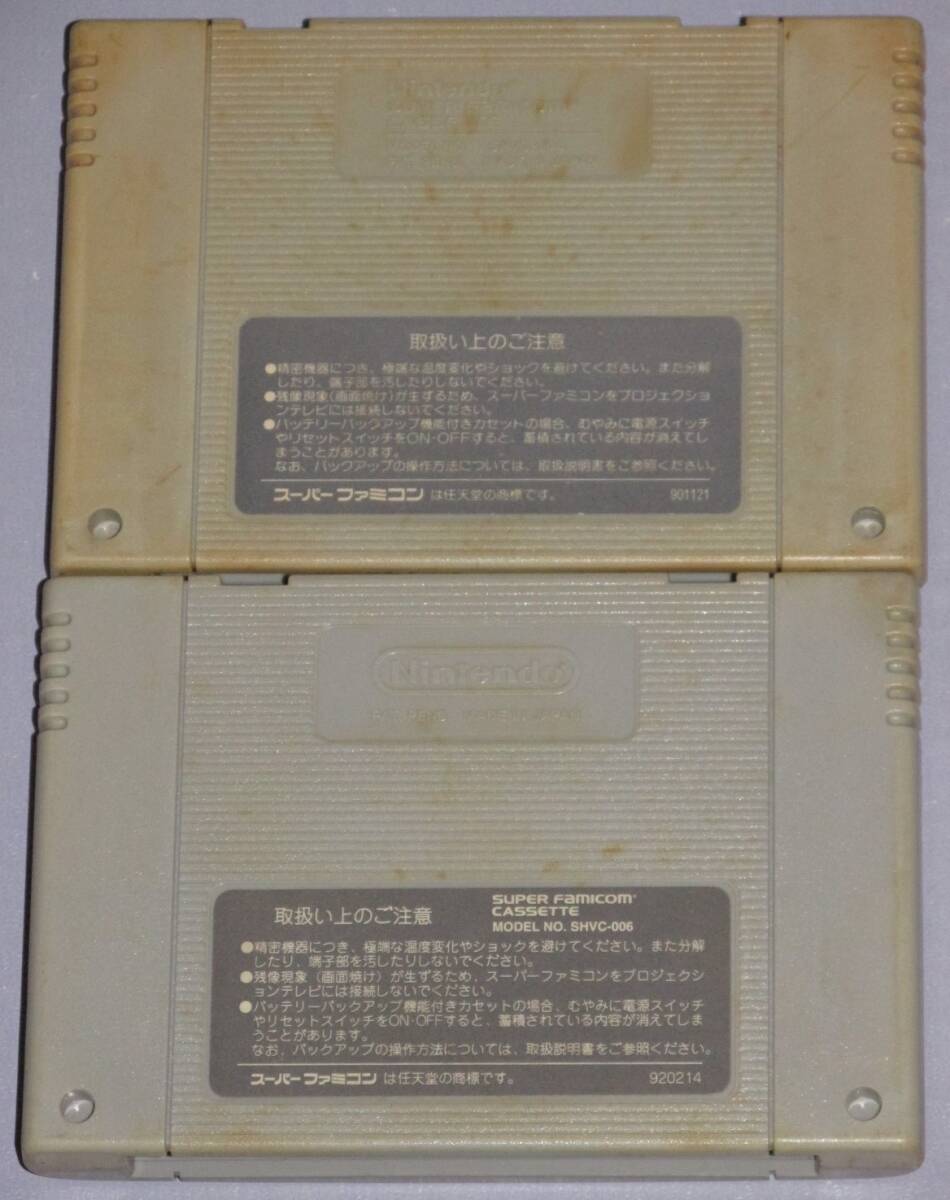 Nintendo
取扱い上のご注意
●精密機器につき、極端な温度変化やショックを避けてください。また分解
したり、端子部を汚したりしないでください。
●残像現象(画面焼け)が生ずるため、スーパーファミコンをプロジェクショ
ンテレビには接続しないでください。
●バッテリーバックアップ機能付きカセットの場合、むやみに電源スイッチ
やリセットスイッチをON·OFFすると、蓄積されている内容が消えてし
まうことがあります。
なお、バックアップの操作方法については、取扱説明書をご参照ください。
スーパーファミコン は任天堂の商標です。 901121
Nintendo
MADE IN JAPAN
取扱い上のご注意
SUPER FAMICOM
CASSETTE
MODEL NO. SHVC-006
●精密機器につき、極端な温度変化やショックを避けてください。また分解
したり、端子部を汚したりしないでください。
●残像現象(画面焼け)が生ずるため、スーパーファミコンをプロジェクシ
ョンテレビには接続しないでください。
●バッテリーバックアップ機能付きカセットの場合、むやみに電源スイッチ
やリセットスイッチをON·OFFすると、蓄積されている内容が消えてしま
うことがあります。
なお、バックアップの操作方法については、取扱説明書をご参照ください。
スーパーファミコン は任天堂の商標です。 920214